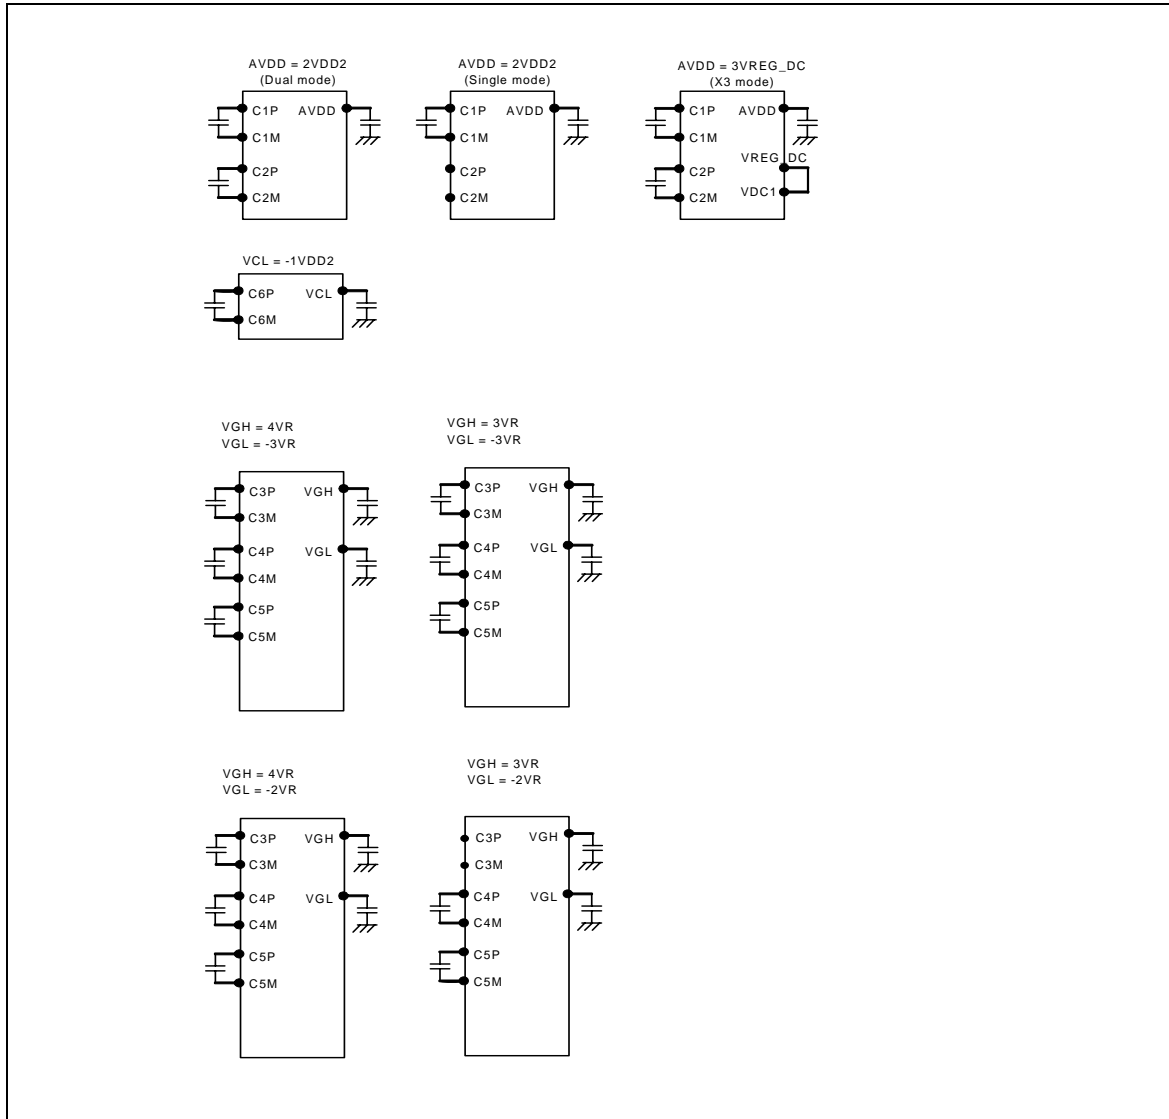 AVDD = 2VDD2
(Dual mode)
C1P AVDD
C1M
C2P
C2M
AVDD = 2VDD2
(Single mode)
C1P AVDD
C1M
C2P
C2M
AVDD = 3VREG_DC
(X3 mode)
C1P AVDD
C1M
VREG_DC
C2P
VDC1
C2M
VCL = -1VDD2
C6P VCL
C6M
VGH = 4VR
VGL = -3VR
C3P VGH
C3M
C4P VGL
C4M
C5P
C5M
VGH = 3VR
VGL = -3VR
C3P VGH
C3M
C4P VGL
C4M
C5P
C5M
VGH = 4VR
VGL = -2VR
C3P VGH
C3M
C4P VGL
C4M
C5P
C5M
VGH = 3VR
VGL = -2VR
C3P VGH
C3M
C4P VGL
C4M
C5P
C5M